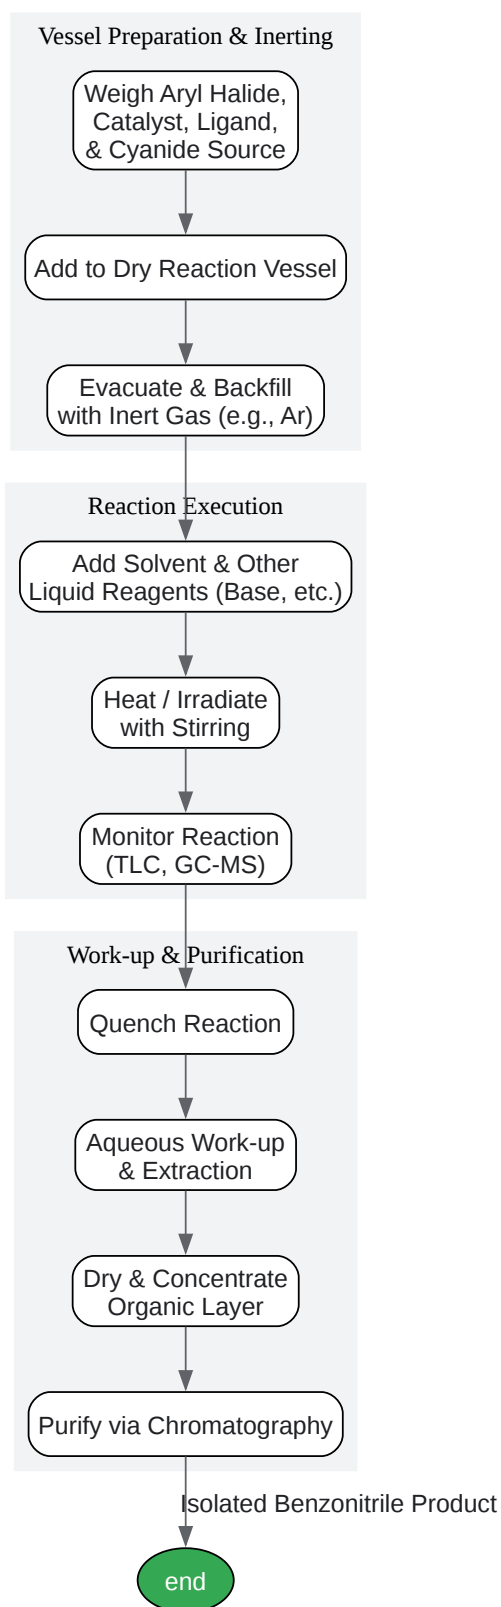 Vessel Preparation & Inerting
Weigh Aryl Halide,
Catalyst, Ligand,
& Cyanide Source
Add to Dry Reaction Vessel
Evacuate & Backfill
with Inert Gas (e.g., Ar)
Reaction Execution
Add Solvent & Other
Liquid Reagents (Base, etc.)
Heat / Irradiate
with Stirring
Monitor Reaction
(TLC, GC-MS)
Work-up & Purification
Quench Reaction
Aqueous Work-up
& Extraction
Dry & Concentrate
Organic Layer
Purify via Chromatography
Isolated Benzonitrile Product
end